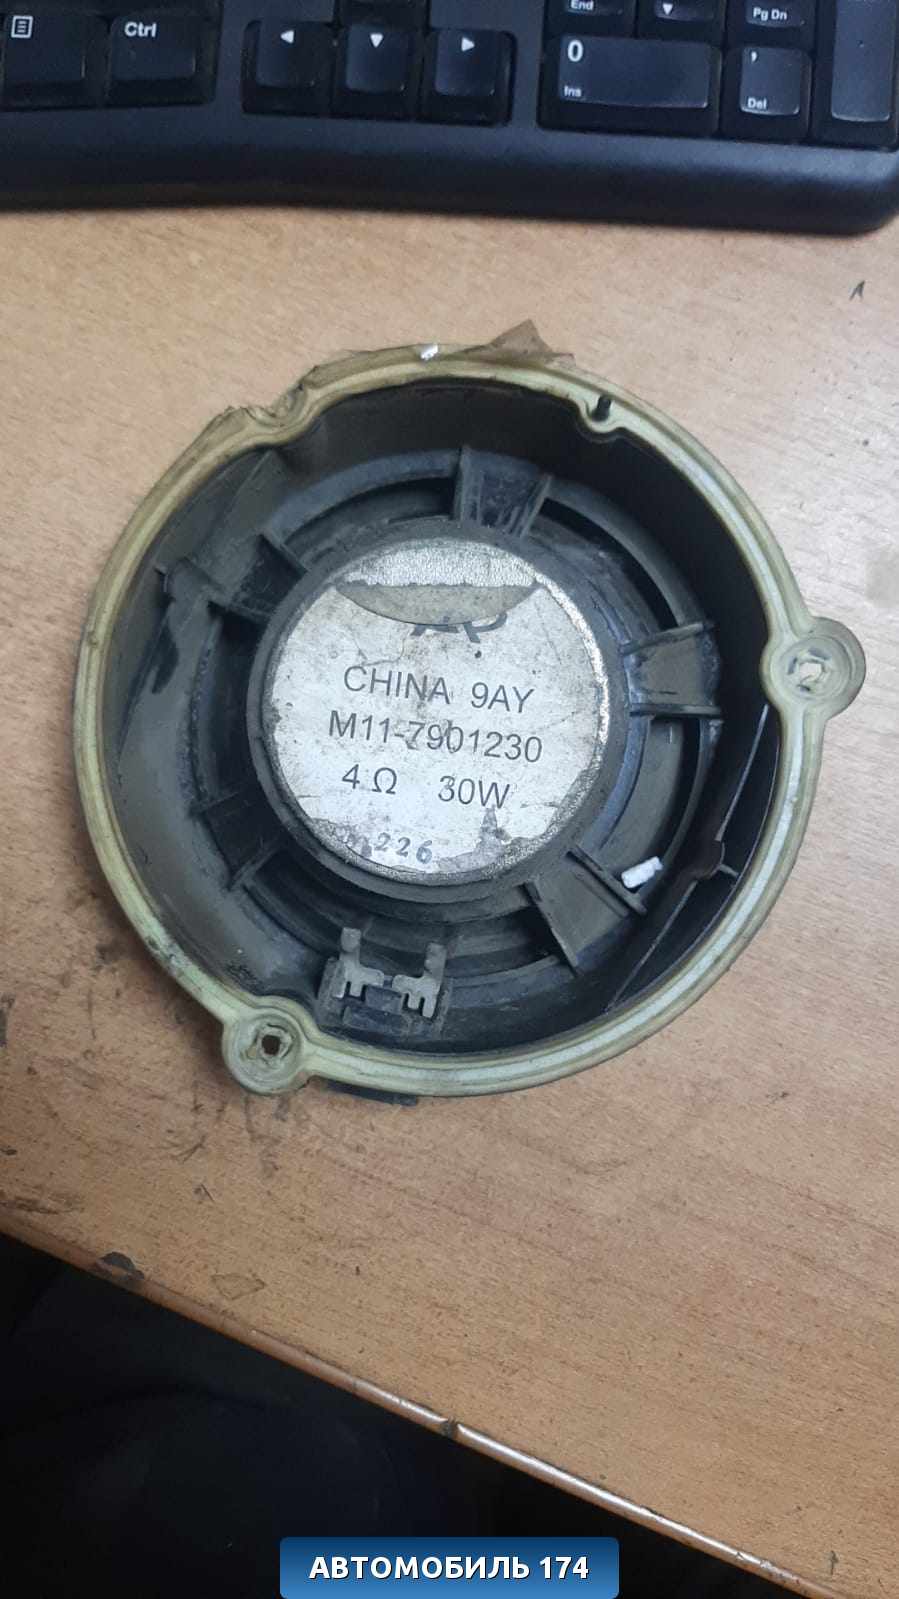 End
Pg Dn
Ctrl
0
Ins
,
Del
CHINA 9AY
M11-7901230
4Ω 30W
226
АВТОМОБИЛЬ 174